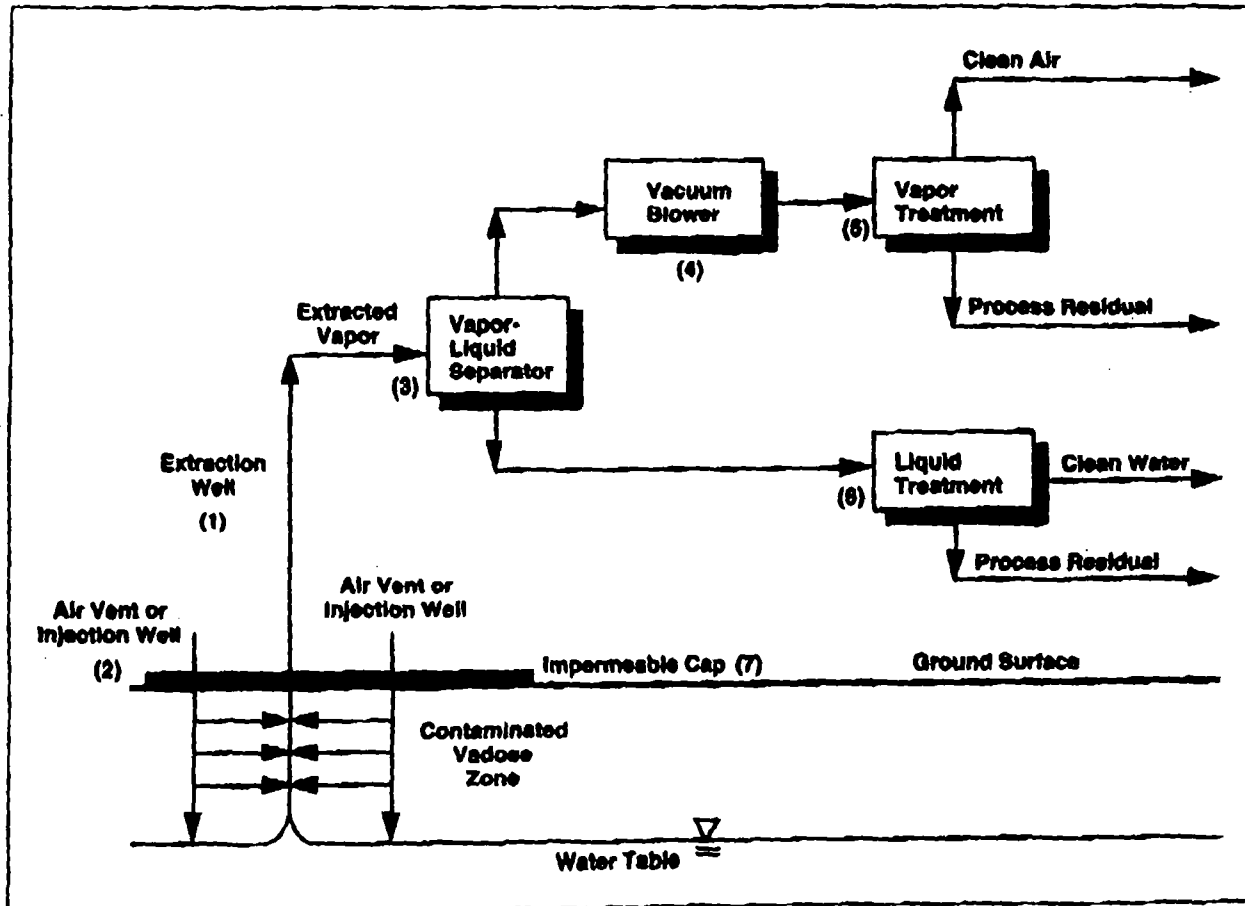 Clean Air
Vacuum
Blower
(4)
Vapor
Treatment
(5)
Process Residual
Extracted
Vapor
Vapor-
Liquid
Separator
(3)
Extraction
Well
(1)
Liquid
Treatment
(6)
Clean Water
Process Residual
Air Vent or
Injection Well
Air Vent or
Injection Well
(2)
Impermeable Cap (7)
Ground Surface
Contaminated
Vadose
Zone
Water Table